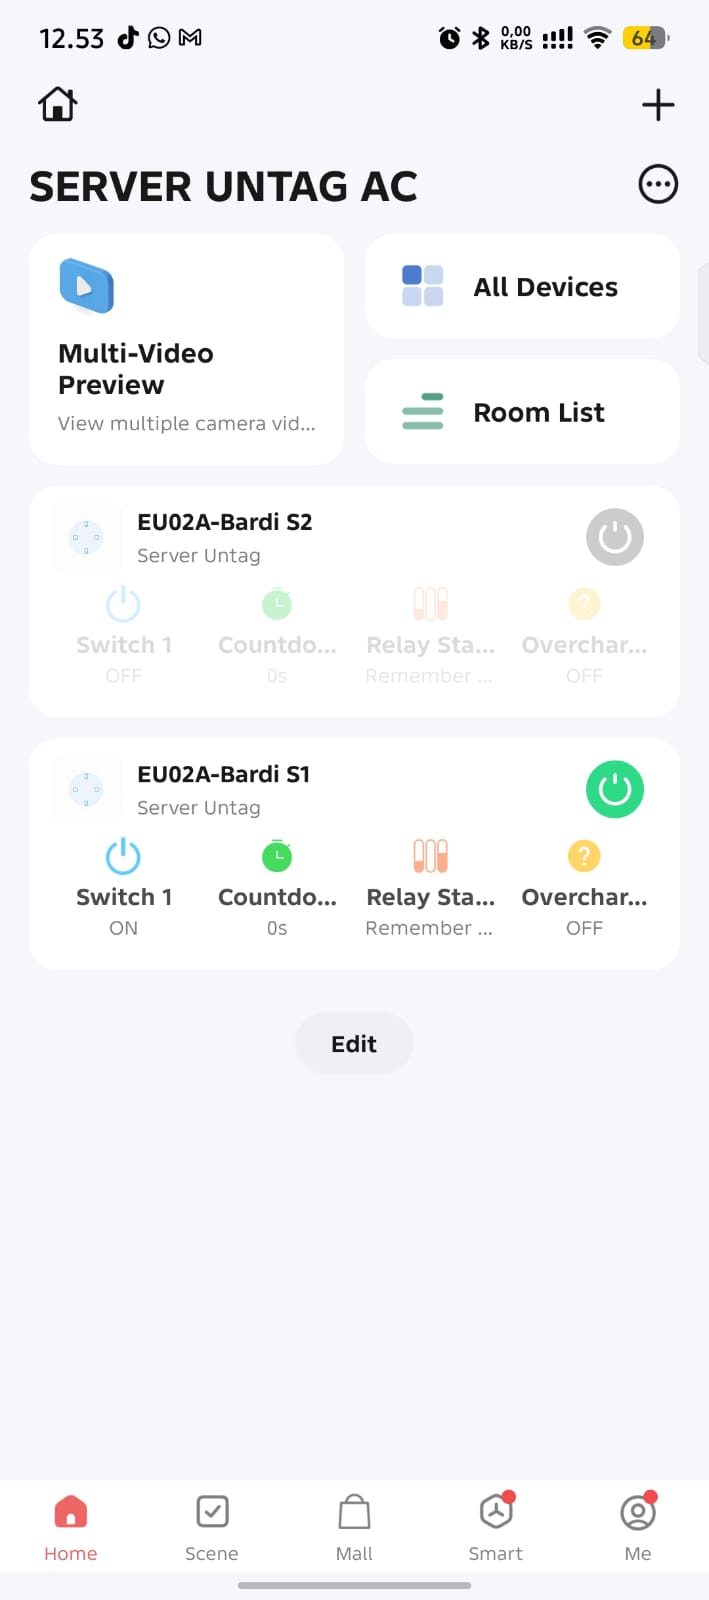 12.53
0,00
KB/S
64
SERVER UNTAG AC
Multi-Video
Preview
View multiple camera vid...
All Devices
Room List
EU02A-Bardi S2
Server Untag
Switch 1
Countdo...
Relay Sta...
Overchar...
OFF
0s
Remember ...
OFF
EU02A-Bardi S1
Server Untag
Switch 1
Countdo...
Relay Sta...
Overchar...
ON
0s
Remember ...
OFF
Edit
Home
Scene
Mall
Smart
Me